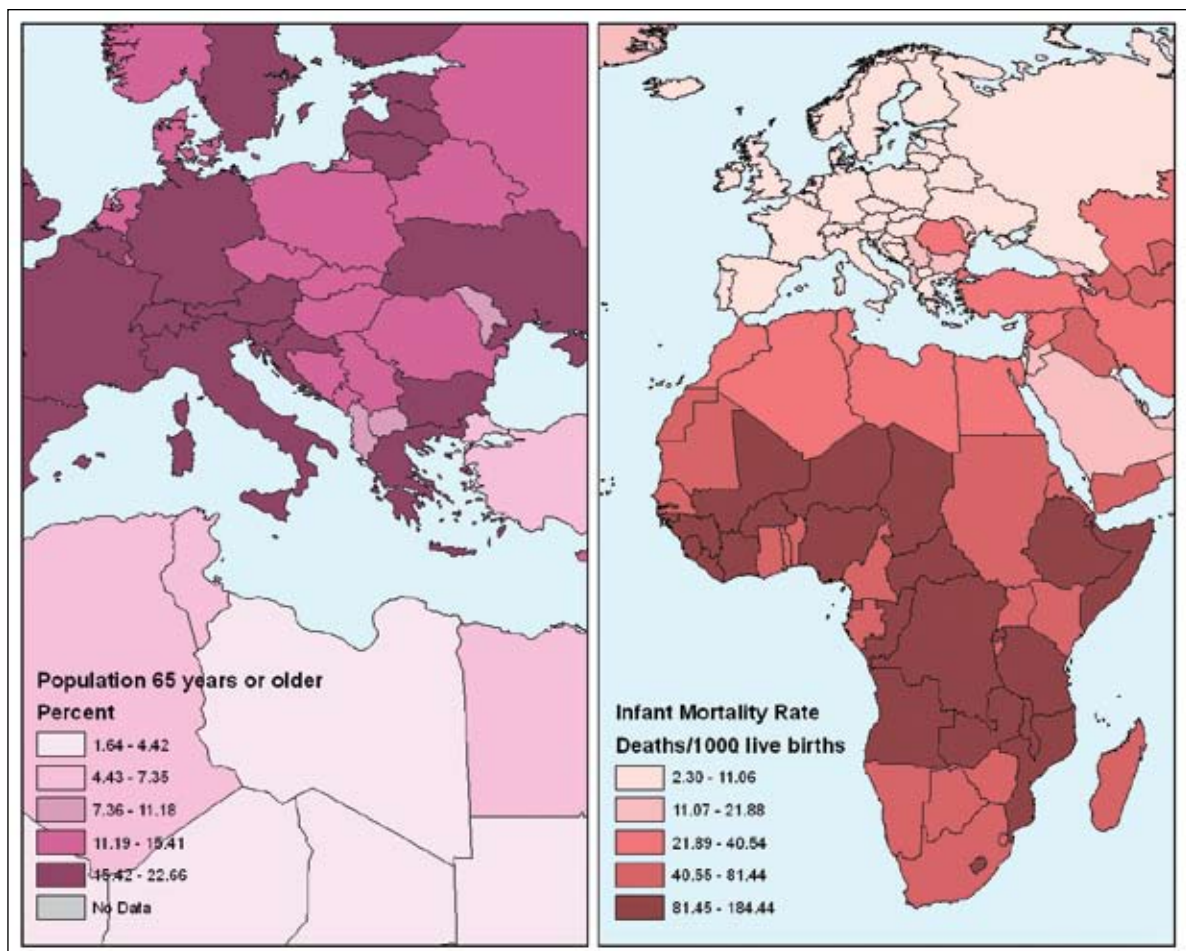 Population 65 years or older
Percent
1.64 - 4.42
4.43 - 7.35
7.36 - 11.18
11.19 - 15.41
15.42 - 22.66
No Data
Infant Mortality Rate
Deaths/1000 live births
2.30 - 11.06
11.07 - 21.88
21.89 - 40.54
40.55 - 81.44
81.45 - 184.44